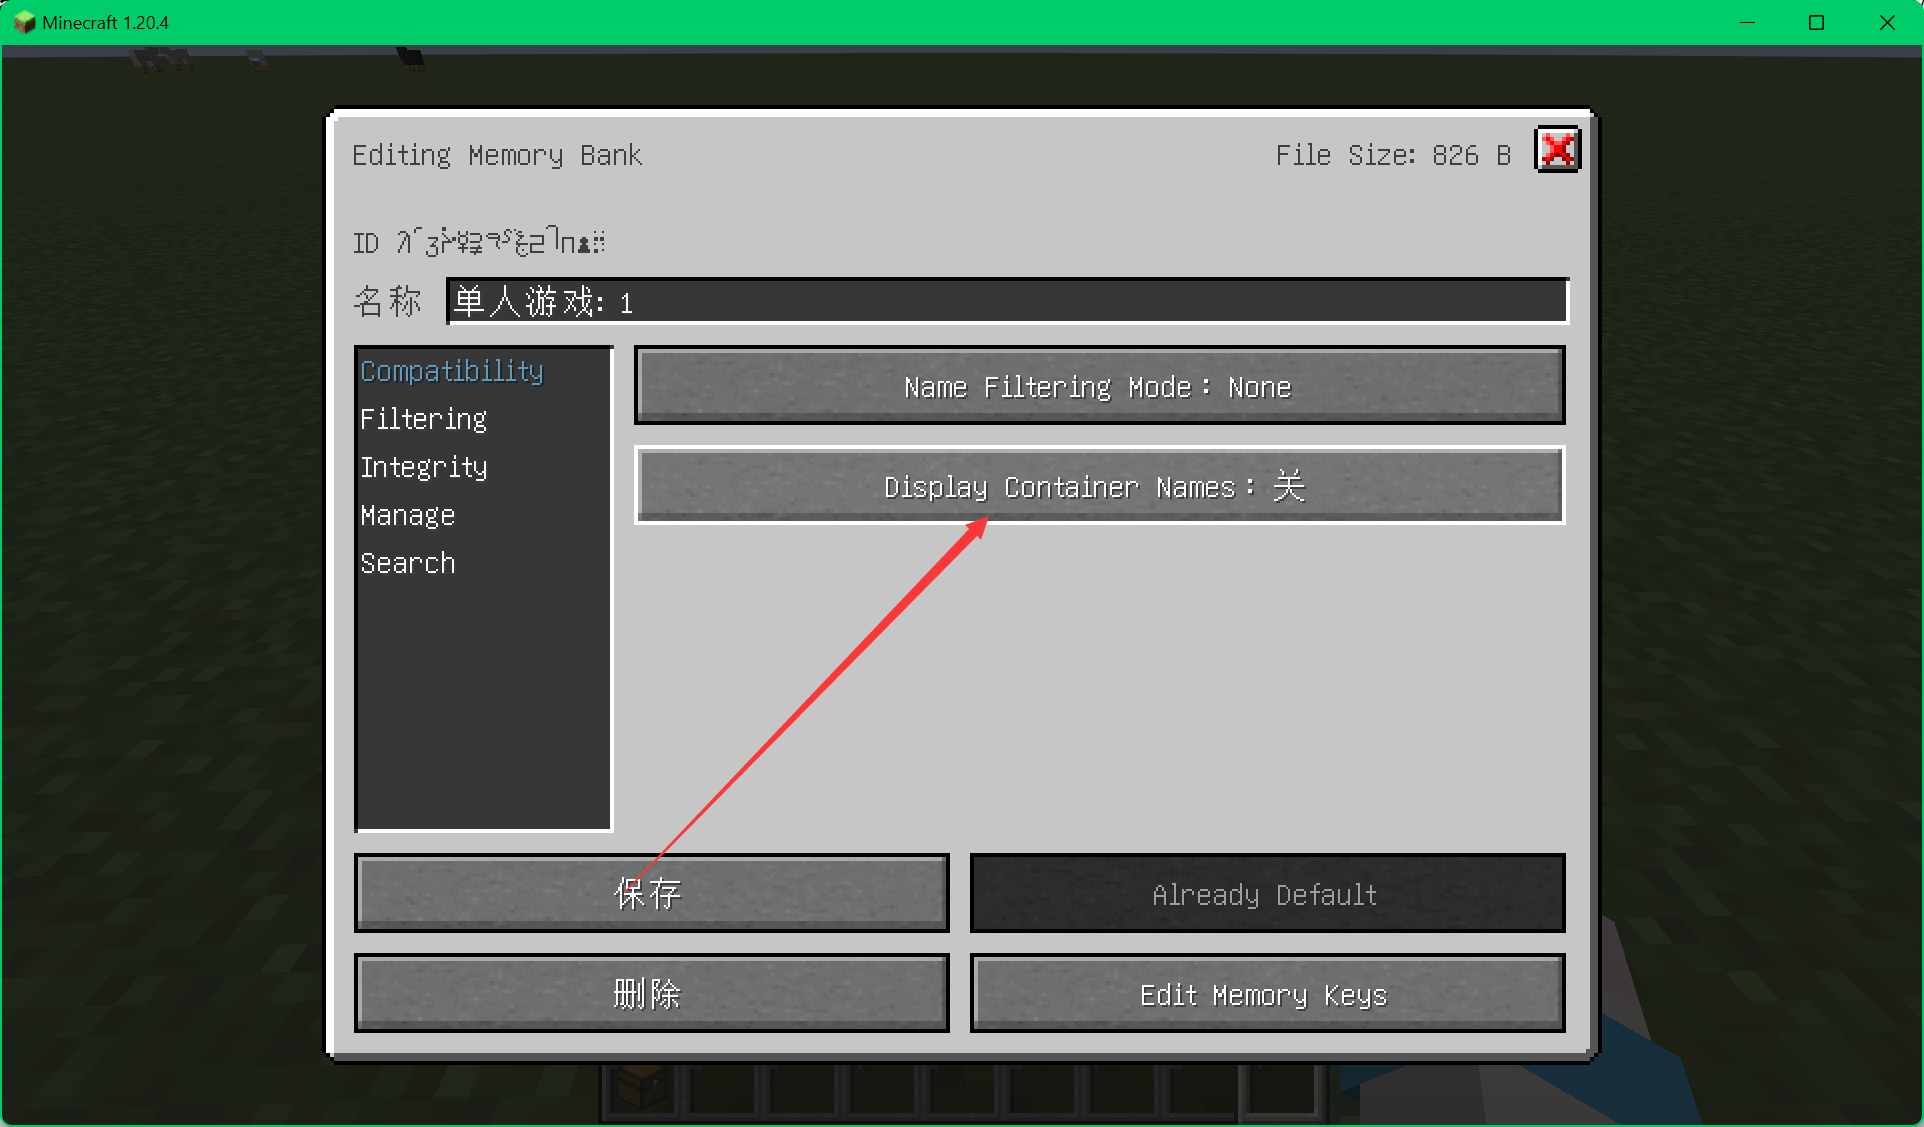 Minecraft 1.20.4
Editing Memory Bank
File Size: 826 B
ID
名称
单人游戏: 1
Compatibility
Filtering
Integrity
Manage
Search
Name Filtering Mode: None
Display Container Names: 关
保存
Already Default
删除
Edit Memory Keys